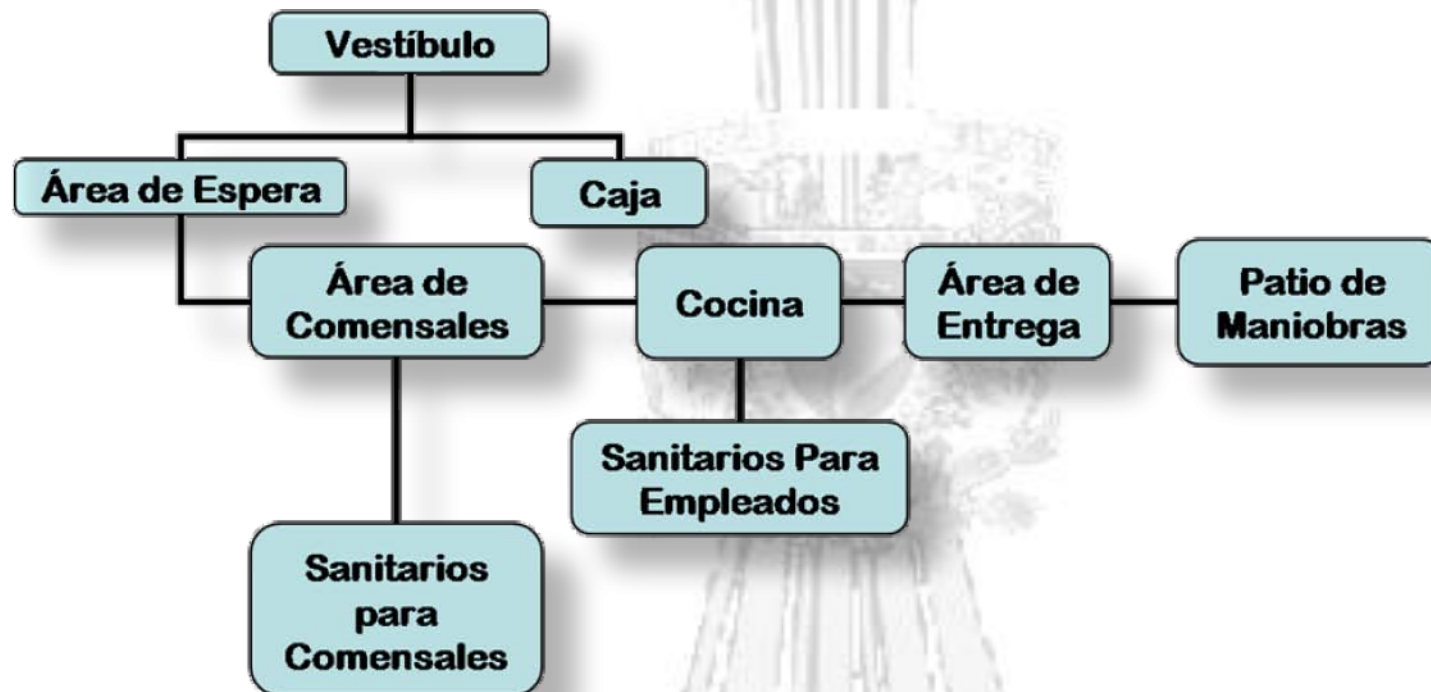 Vestíbulo
Área de Espera
Caja
Área de
Comensales
Cocina
Área de
Entrega
Patio de
Maniobras
Sanitarios Para
Empleados
Sanitarios
para
Comensales